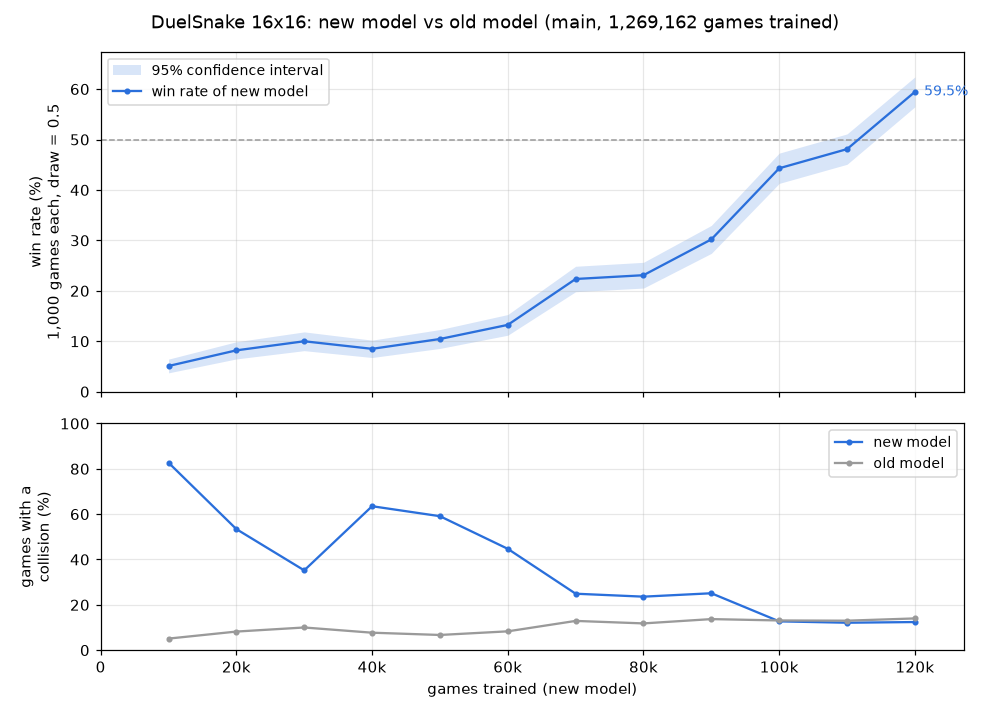 DuelSnake 16x16: new model vs old model (main, 1,269,162 games trained)
95% confidence interval
win rate of new model
59.5%
win rate (%)
1,000 games each, draw = 0.5
60
50
40
30
20
10
0
new model
old model
games with a
collision (%)
100
80
60
40
20
0
0
20k
40k
60k
80k
100k
120k
games trained (new model)